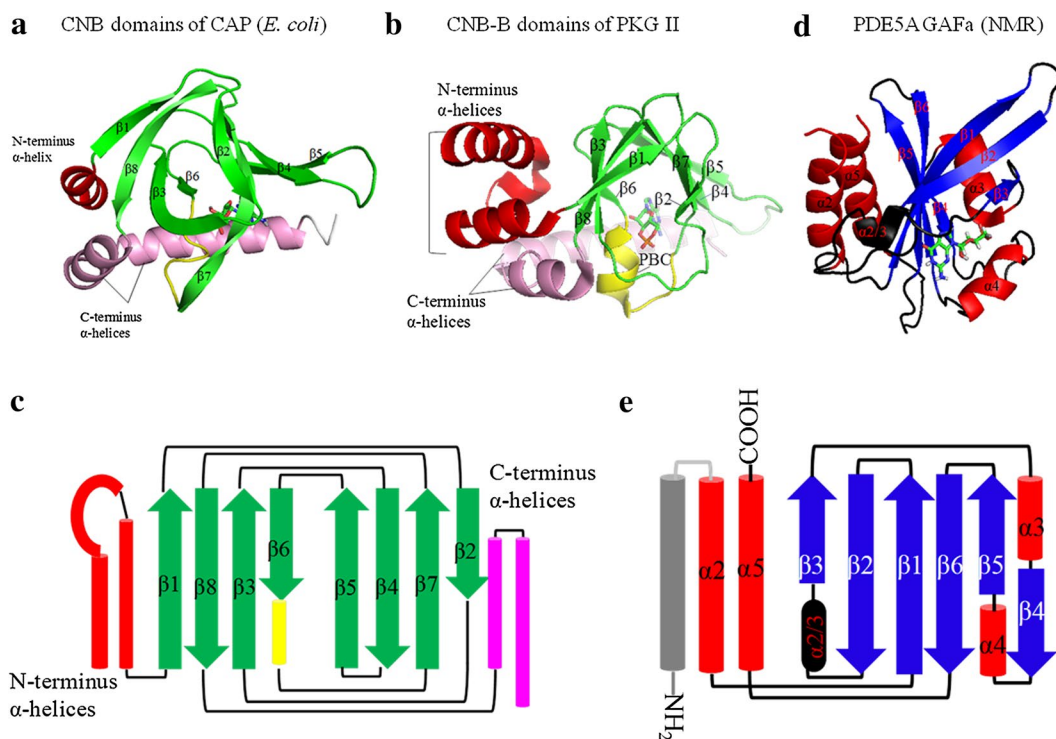 a
CNB domains of CAP (E. coli)
β1
N-terminus
α-helix
β8
β3
β6
β2
β4
β5
β7
C-terminus
α-helices
b
CNB-B domains of PKG II
N-terminus
α-helices
β3
β1
β7
β5
β6
β2
β4
β8
PBC
C-terminus
α-helices
d
PDE5A GAFa (NMR)
β6
β1
β5
β2
α5
α3
β3
α2
α2/3
α4
c
C-terminus
α-helices
β6
β2
β1
β8
β3
β5
β4
β7
N-terminus
α-helices
e
COOH
α3
α2
α5
β3
β2
β1
β6
β5
β4
α2/3
α4
NH2